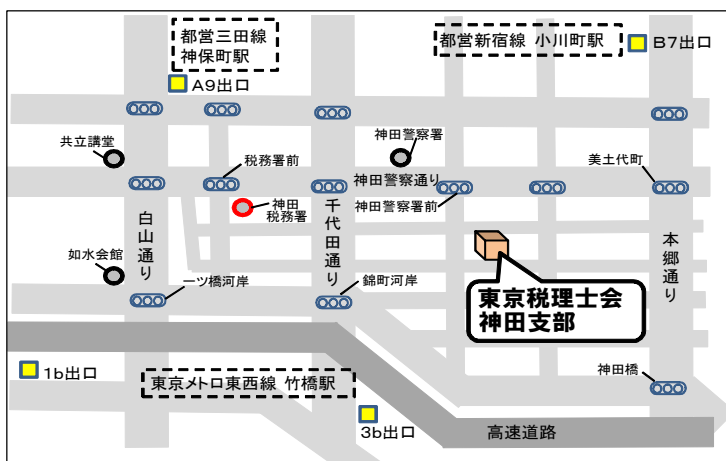 都営三田線
神保町駅
A9出口
都営新宿線 小川町駅
B7出口
共立講堂
税務署前
神田警察署
神田警察通り
神田警察署前
美土代町
神田
税務署
白山通り
千代田通り
本郷通り
如水会館
一ツ橋河岸
錦町河岸
東京税理士会
神田支部
1b出口
東京メトロ東西線 竹橋駅
3b出口
高速道路
神田橋